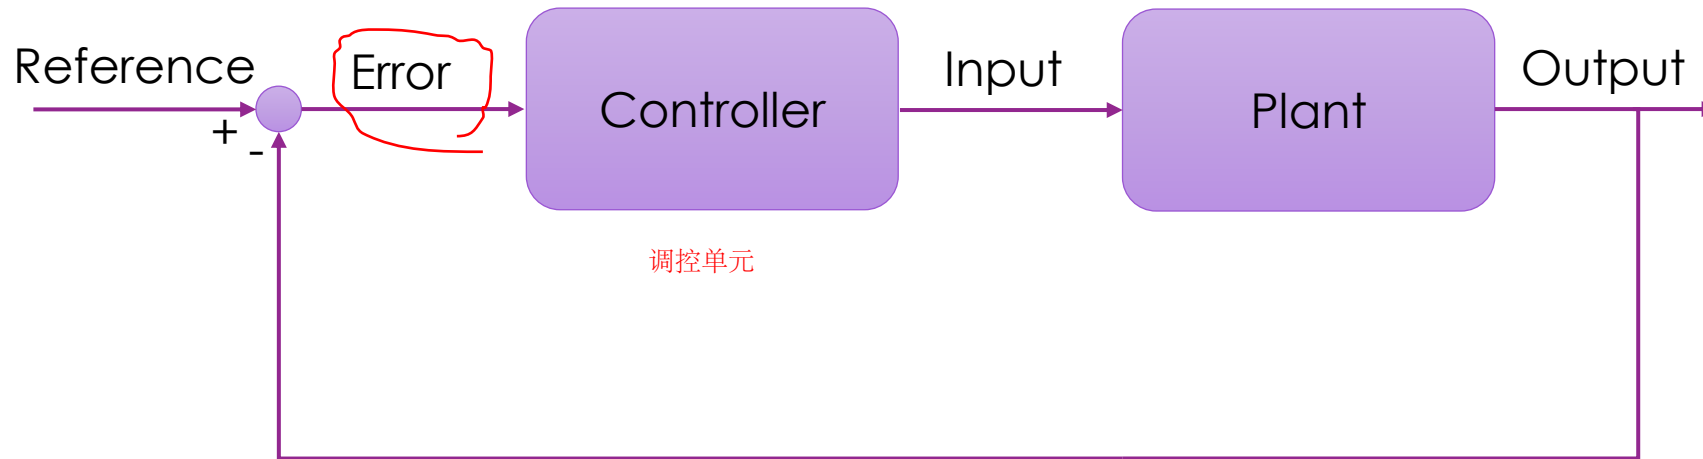 Reference
Error
Controller
Input
Plant
Output
+
-
调控单元